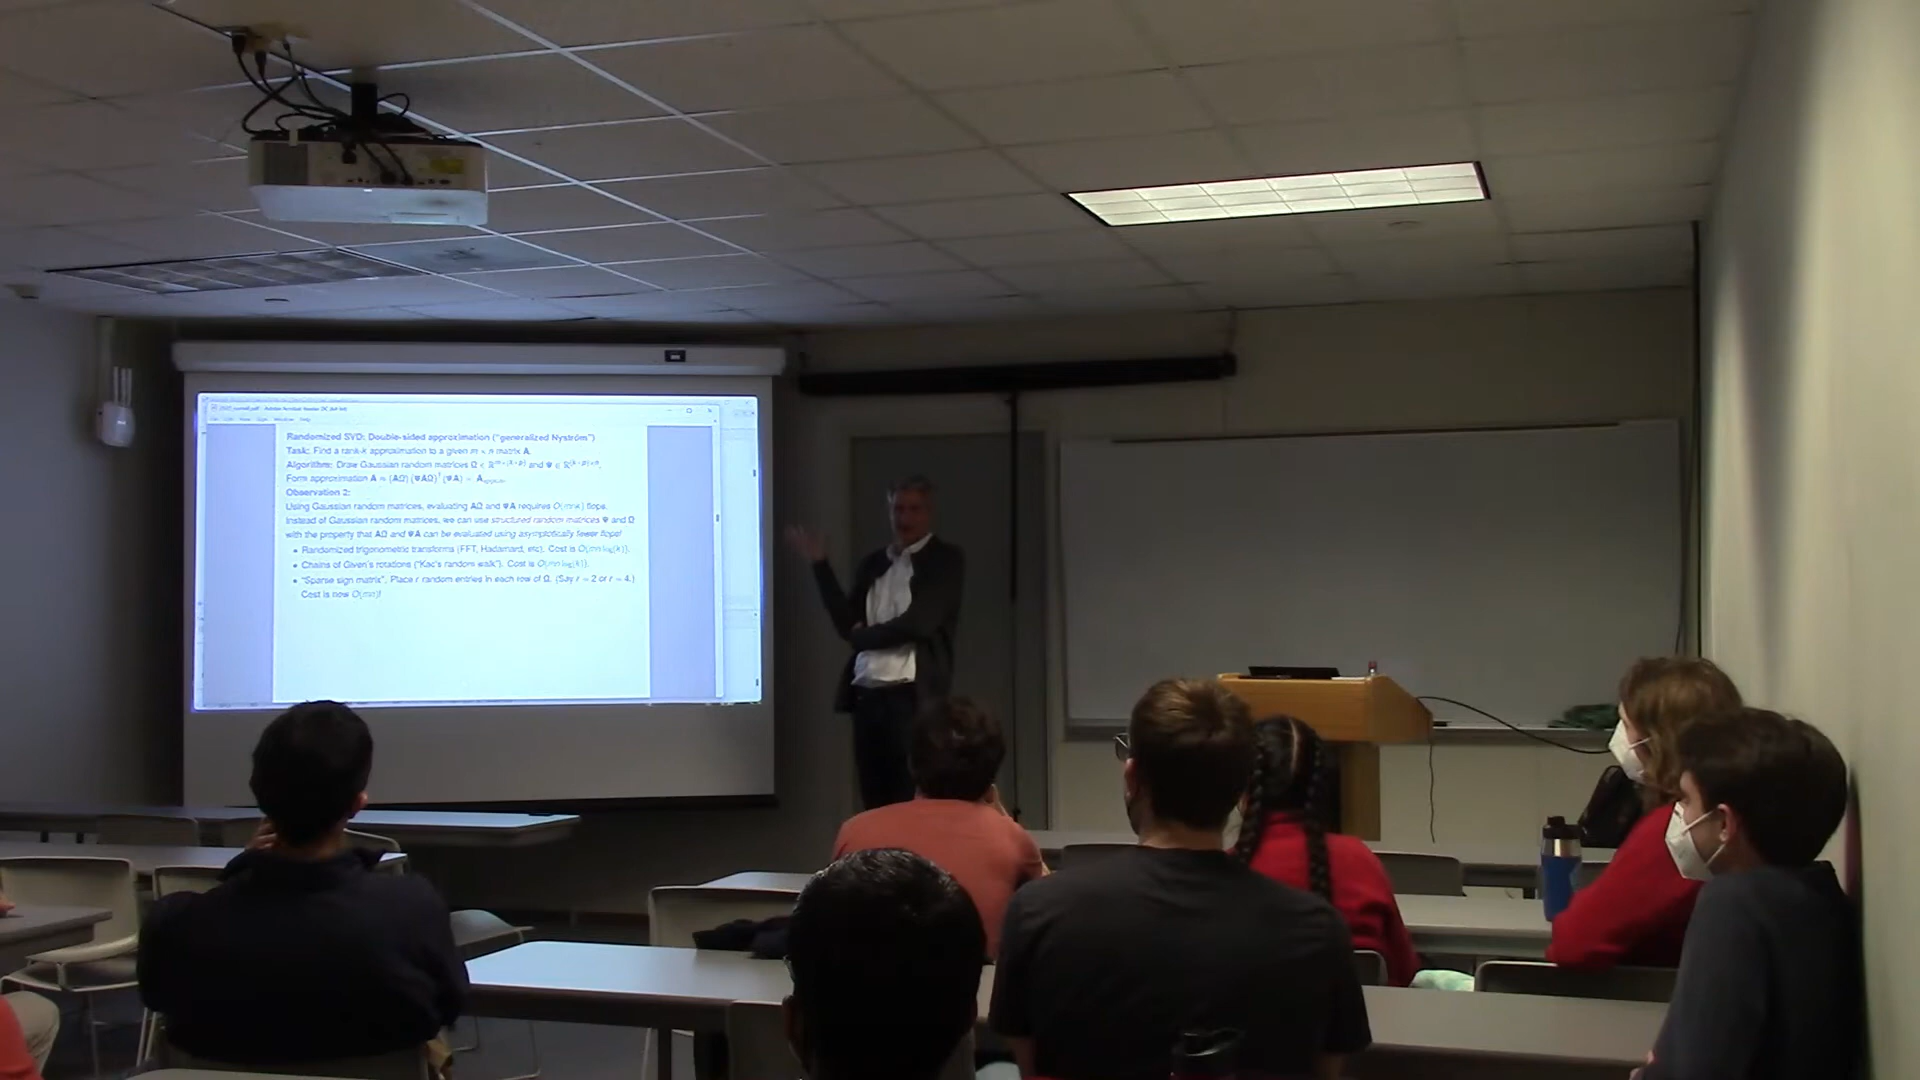 Randomized SVD: Double-sided approximation ("generalized Nyström")
Task: Find a rank-k approximation to a given m × n matrix A.
Algorithm: Draw Gaussian random matrices Ω ∈ and Ψ ∈
Form approximation A ≈ (AΩ) (ΨAΩ)† (ΨA) =
Observation 2:
Using Gaussian random matrices, evaluating AΩ and ΨA requires O(mnk) flops.
Instead of Gaussian random matrices, we can use structured random matrices Ψ and Ω
with the property that AΩ and ΨA can be evaluated using asymptotically fewer flops!
• Randomized trigonometric transforms (FFT, Hadamard, etc). Cost is O(mn log(k)).
• Chains of Given's rotations ("Kac's random walk"). Cost is O(mn log(k)).
• "Sparse sign matrix". Place r random entries in each row of Ω. (Say r = 2 or r = 4.)
Cost is now O(mn)!